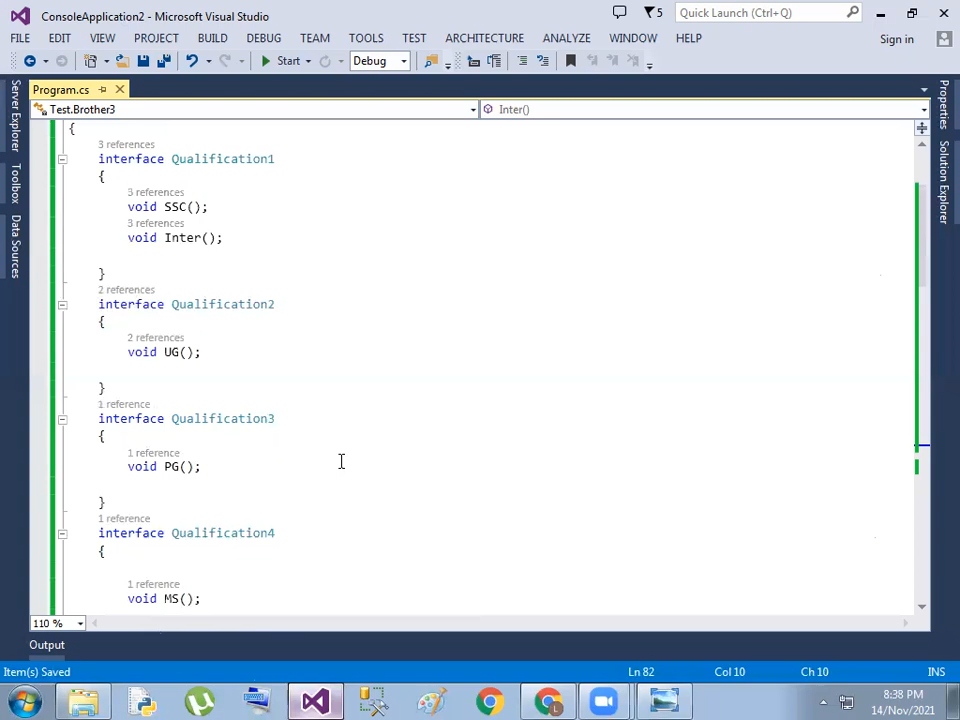 ConsoleApplication2 - Microsoft Visual Studio
5
Quick Launch (Ctrl+Q)
FILE EDIT VIEW PROJECT BUILD DEBUG TEAM TOOLS TEST ARCHITECTURE ANALYZE WINDOW HELP
Sign in
Start
Debug
Program.cs
Test.Brother3
Inter()
Server Explorer
Toolbox
Data Sources
Properties
Solution Explorer
{
3 references
interface Qualification1
{
3 references
void SSC();
3 references
void Inter();
}
2 references
interface Qualification2
{
2 references
void UG();
}
1 reference
interface Qualification3
{
1 reference
void PG();
}
1 reference
interface Qualification4
{
1 reference
void MS();
110 %
Output
Item(s) Saved
Ln 82
Col 10
Ch 10
INS
8:38 PM
14/Nov/2021